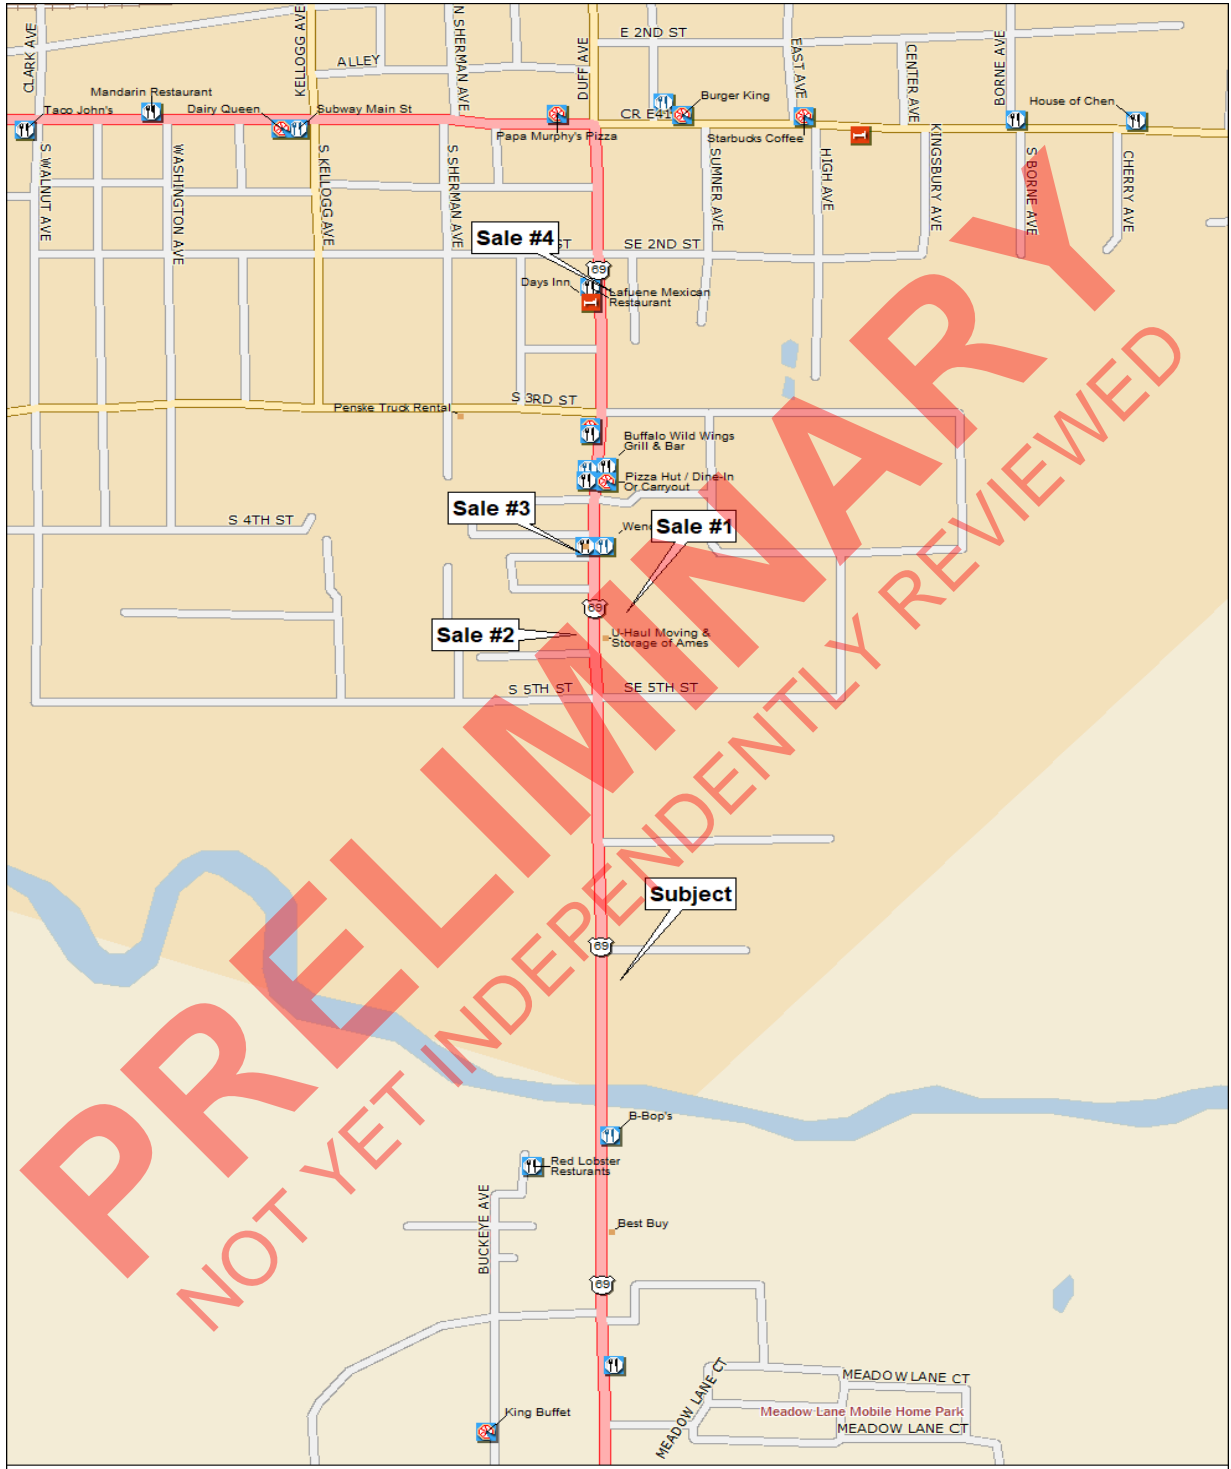 CLARK AVE
KELLOGG AVE
N SHERMAN AVE
DUFF AVE
E 2ND ST
EAST AVE
CENTER AVE
BORNE AVE
ALLEY
Mandarin Restaurant
Taco John's
Dairy Queen
Subway Main St
Papa Murphy's Pizza
CR E41
Burger King
Starbucks Coffee
House of Chen
S WALNUT AVE
WASHINGTON AVE
S KELLOGG AVE
S SHERMAN AVE
SUMNER AVE
HIGH AVE
KINGSBURY AVE
S BORNE AVE
CHERRY AVE
Sale #4
ST
SE 2ND ST
69
Days Inn
Lafuene Mexican
Restaurant
S 3RD ST
Penske Truck Rental
Buffalo Wild Wings
Grill & Bar
Pizza Hut / Dine-In
Or Carryout
Sale #3
S 4TH ST
Wend
Sale #1
69
Sale #2
U-Haul Moving &
Storage of Ames
S 5TH ST
SE 5TH ST
Subject
69
B-Bop's
Red Lobster
Resturants
BUCKEYE AVE
Best Buy
69
MEADOW LANE CT
MEADOW LANE CT
Meadow Lane Mobile Home Park
MEADOW LANE CT
King Buffet
PRELIMINARY
NOT YET INDEPENDENTLY REVIEWED